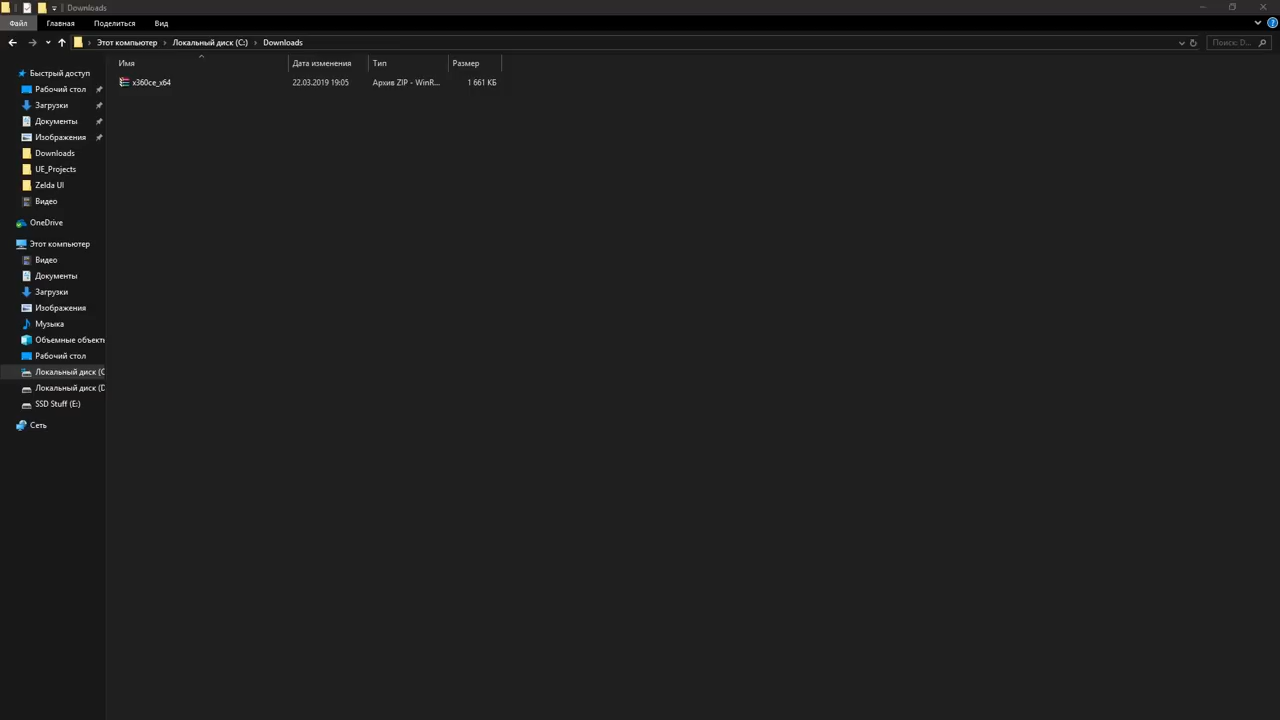 Downloads
Файл Главная Поделиться Вид
Этот компьютер Локальный диск (C:) Downloads Поиск: D...
Имя Дата изменения Тип Размер
x360ce_x64 22.03.2019 19:05 Архив ZIP - WinR... 1 661 КБ
Быстрый доступ
Рабочий стол
Загрузки
Документы
Изображения
Downloads
UE_Projects
Zelda UI
Видео
OneDrive
Этот компьютер
Видео
Документы
Загрузки
Изображения
Музыка
Объемные объекты
Рабочий стол
Локальный диск (C
Локальный диск (D
SSD Stuff (E:)
Сеть